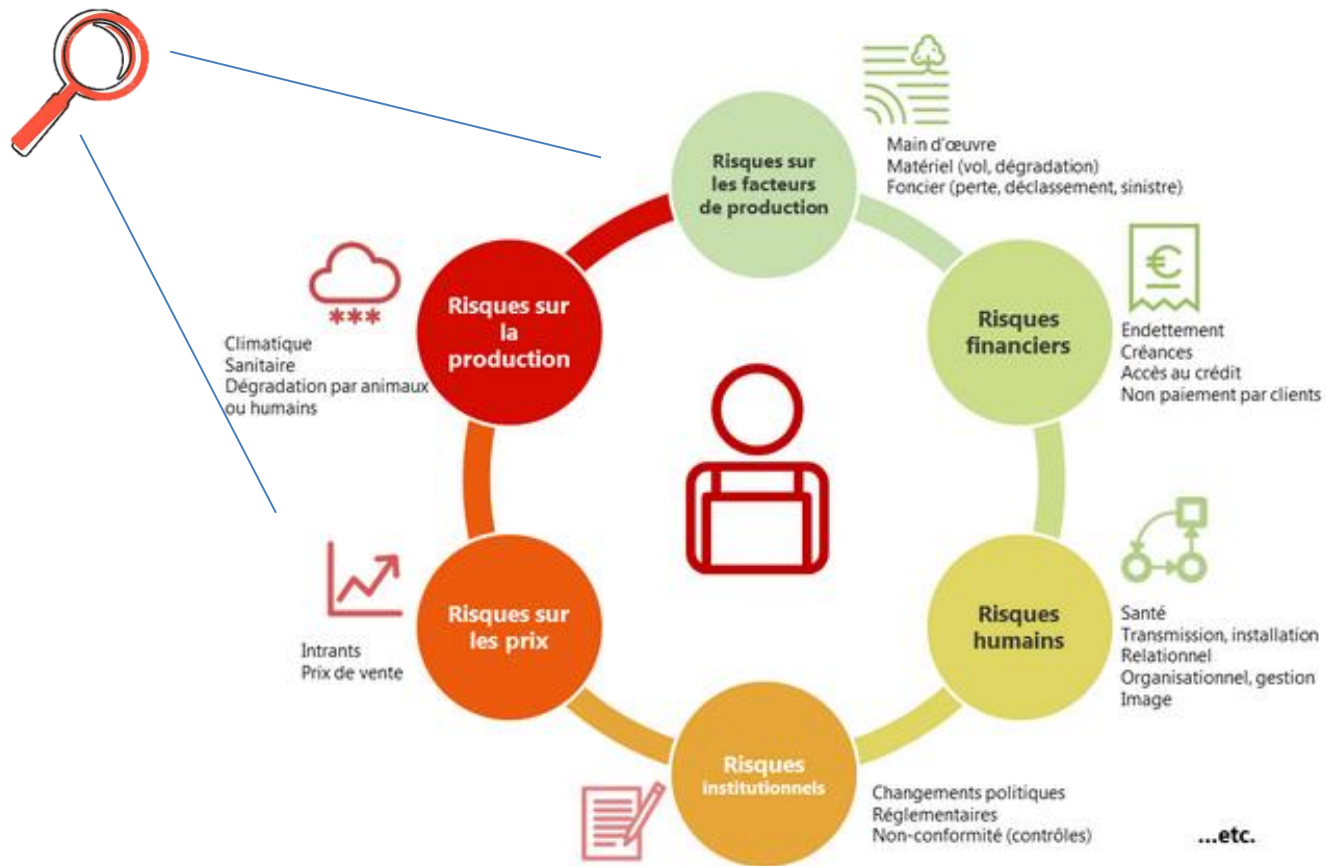 Risques sur
les facteurs
de production
Main d'œuvre
Matériel (vol, dégradation)
Foncier (perte, déclassement, sinistre)
Risques
financiers
€
Endettement
Créances
Accès au crédit
Non paiement par clients
Risques
humains
Santé
Transmission, installation
Relationnel
Organisationnel, gestion
Image
Risques
institutionnels
Changements politiques
Réglementaires
Non-conformité (contrôles)
Risques sur
les prix
Intrants
Prix de vente
Risques sur
la
production
Climatique
Sanitaire
Dégradation par animaux
ou humains
...etc.